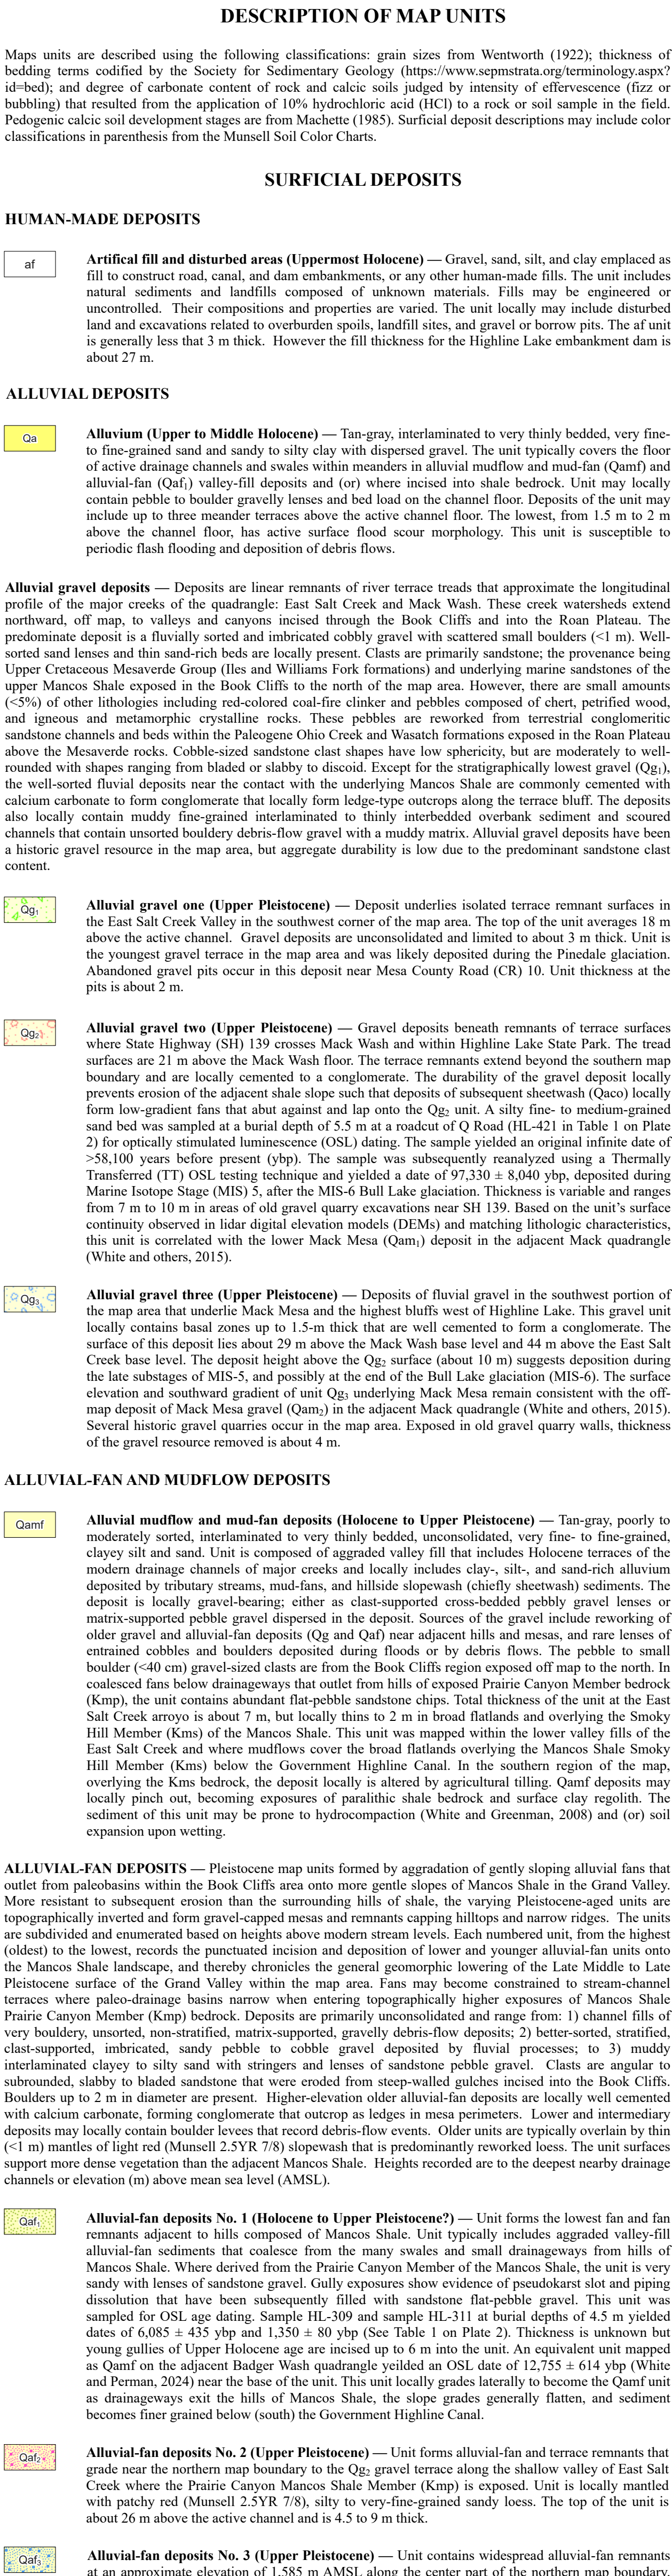 DESCRIPTION OF MAP UNITS
Maps units are described using the following classifications: grain sizes from Wentworth (1922); thickness of
bedding terms codified by the Society for Sedimentary Geology (https://www.sepmstrata.org/terminology.aspx?
id=bed); and degree of carbonate content of rock and calcic soils judged by intensity of effervescence (fizz or
bubbling) that resulted from the application of 10% hydrochloric acid (HCl) to a rock or soil sample in the field.
Pedogenic calcic soil development stages are from Machette (1985). Surficial deposit descriptions may include color
classifications in parenthesis from the Munsell Soil Color Charts.
SURFICIAL DEPOSITS
HUMAN-MADE DEPOSITS
af
Artifical fill and disturbed areas (Uppermost Holocene) — Gravel, sand, silt, and clay emplaced as
fill to construct road, canal, and dam embankments, or any other human-made fills. The unit includes
natural sediments and landfills composed of unknown materials. Fills may be engineered or
uncontrolled. Their compositions and properties are varied. The unit locally may include disturbed
land and excavations related to overburden spoils, landfill sites, and gravel or borrow pits. The af unit
is generally less that 3 m thick. However the fill thickness for the Highline Lake embankment dam is
about 27 m.
ALLUVIAL DEPOSITS
Qa
Alluvium (Upper to Middle Holocene) — Tan-gray, interlaminated to very thinly bedded, very fine-
to fine-grained sand and sandy to silty clay with dispersed gravel. The unit typically covers the floor
of active drainage channels and swales within meanders in alluvial mudflow and mud-fan (Qamf) and
alluvial-fan (Qaf₁) valley-fill deposits and (or) where incised into shale bedrock. Unit may locally
contain pebble to boulder gravelly lenses and bed load on the channel floor. Deposits of the unit may
include up to three meander terraces above the active channel floor. The lowest, from 1.5 m to 2 m
above the channel floor, has active surface flood scour morphology. This unit is susceptible to
periodic flash flooding and deposition of debris flows.
Alluvial gravel deposits — Deposits are linear remnants of river terrace treads that approximate the longitudinal
profile of the major creeks of the quadrangle: East Salt Creek and Mack Wash. These creek watersheds extend
northward, off map, to valleys and canyons incised through the Book Cliffs and into the Roan Plateau. The
predominate deposit is a fluvially sorted and imbricated cobbly gravel with scattered small boulders (<1 m). Well-
sorted sand lenses and thin sand-rich beds are locally present. Clasts are primarily sandstone; the provenance being
Upper Cretaceous Mesaverde Group (Iles and Williams Fork formations) and underlying marine sandstones of the
upper Mancos Shale exposed in the Book Cliffs to the north of the map area. However, there are small amounts
(<5%) of other lithologies including red-colored coal-fire clinker and pebbles composed of chert, petrified wood,
and igneous and metamorphic crystalline rocks. These pebbles are reworked from terrestrial conglomeritic
sandstone channels and beds within the Paleogene Ohio Creek and Wasatch formations exposed in the Roan Plateau
above the Mesaverde rocks. Cobble-sized sandstone clast shapes have low sphericity, but are moderately to well-
rounded with shapes ranging from bladed or slabby to discoid. Except for the stratigraphically lowest gravel (Qg₁),
the well-sorted fluvial deposits near the contact with the underlying Mancos Shale are commonly cemented with
calcium carbonate to form conglomerate that locally form ledge-type outcrops along the terrace bluff. The deposits
also locally contain muddy fine-grained interlaminated to thinly interbedded overbank sediment and scoured
channels that contain unsorted bouldery debris-flow gravel with a muddy matrix. Alluvial gravel deposits have been
a historic gravel resource in the map area, but aggregate durability is low due to the predominant sandstone clast
content.
Qg₁
Alluvial gravel one (Upper Pleistocene) — Deposit underlies isolated terrace remnant surfaces in
the East Salt Creek Valley in the southwest corner of the map area. The top of the unit averages 18 m
above the active channel. Gravel deposits are unconsolidated and limited to about 3 m thick. Unit is
the youngest gravel terrace in the map area and was likely deposited during the Pinedale glaciation.
Abandoned gravel pits occur in this deposit near Mesa County Road (CR) 10. Unit thickness at the
pits is about 2 m.
Qg₂
Alluvial gravel two (Upper Pleistocene) — Gravel deposits beneath remnants of terrace surfaces
where State Highway (SH) 139 crosses Mack Wash and within Highline Lake State Park. The tread
surfaces are 21 m above the Mack Wash floor. The terrace remnants extend beyond the southern map
boundary and are locally cemented to a conglomerate. The durability of the gravel deposit locally
prevents erosion of the adjacent shale slope such that deposits of subsequent sheetwash (Qaco) locally
form low-gradient fans that abut against and lap onto the Qg₂ unit. A silty fine- to medium-grained
sand bed was sampled at a burial depth of 5.5 m at a roadcut of Q Road (HL-421 in Table 1 on Plate
2) for optically stimulated luminescence (OSL) dating. The sample yielded an original infinite date of
>58,100 years before present (ybp). The sample was subsequently reanalyzed using a Thermally
Transferred (TT) OSL testing technique and yielded a date of 97,330 ± 8,040 ybp, deposited during
Marine Isotope Stage (MIS) 5, after the MIS-6 Bull Lake glaciation. Thickness is variable and ranges
from 7 m to 10 m in areas of old gravel quarry excavations near SH 139. Based on the unit's surface
continuity observed in lidar digital elevation models (DEMs) and matching lithologic characteristics,
this unit is correlated with the lower Mack Mesa (Qam₁) deposit in the adjacent Mack quadrangle
(White and others, 2015).
Qg₃
Alluvial gravel three (Upper Pleistocene) — Deposits of fluvial gravel in the southwest portion of
the map area that underlie Mack Mesa and the highest bluffs west of Highline Lake. This gravel unit
locally contains basal zones up to 1.5-m thick that are well cemented to form a conglomerate. The
surface of this deposit lies about 29 m above the Mack Wash base level and 44 m above the East Salt
Creek base level. The deposit height above the Qg₂ surface (about 10 m) suggests deposition during
the late substages of MIS-5, and possibly at the end of the Bull Lake glaciation (MIS-6). The surface
elevation and southward gradient of unit Qg₃ underlying Mack Mesa remain consistent with the off-
map deposit of Mack Mesa gravel (Qam₂) in the adjacent Mack quadrangle (White and others, 2015).
Several historic gravel quarries occur in the map area. Exposed in old gravel quarry walls, thickness
of the gravel resource removed is about 4 m.
ALLUVIAL-FAN AND MUDFLOW DEPOSITS
Qamf
Alluvial mudflow and mud-fan deposits (Holocene to Upper Pleistocene) — Tan-gray, poorly to
moderately sorted, interlaminated to very thinly bedded, unconsolidated, very fine- to fine-grained,
clayey silt and sand. Unit is composed of aggraded valley fill that includes Holocene terraces of the
modern drainage channels of major creeks and locally includes clay-, silt-, and sand-rich alluvium
deposited by tributary streams, mud-fans, and hillside slopewash (chiefly sheetwash) sediments. The
deposit is locally gravel-bearing; either as clast-supported cross-bedded pebbly gravel lenses or
matrix-supported pebble gravel dispersed in the deposit. Sources of the gravel include reworking of
older gravel and alluvial-fan deposits (Qg and Qaf) near adjacent hills and mesas, and rare lenses of
entrained cobbles and boulders deposited during floods or by debris flows. The pebble to small
boulder (<40 cm) gravel-sized clasts are from the Book Cliffs region exposed off map to the north. In
coalesced fans below drainageways that outlet from hills of exposed Prairie Canyon Member bedrock
(Kmp), the unit contains abundant flat-pebble sandstone chips. Total thickness of the unit at the East
Salt Creek arroyo is about 7 m, but locally thins to 2 m in broad flatlands and overlying the Smoky
Hill Member (Kms) of the Mancos Shale. This unit was mapped within the lower valley fills of the
East Salt Creek and where mudflows cover the broad flatlands overlying the Mancos Shale Smoky
Hill Member (Kms) below the Government Highline Canal. In the southern region of the map,
overlying the Kms bedrock, the deposit locally is altered by agricultural tilling. Qamf deposits may
locally pinch out, becoming exposures of paralithic shale bedrock and surface clay regolith. The
sediment of this unit may be prone to hydrocompaction (White and Greenman, 2008) and (or) soil
expansion upon wetting.
ALLUVIAL-FAN DEPOSITS — Pleistocene map units formed by aggradation of gently sloping alluvial fans that
outlet from paleobasins within the Book Cliffs area onto more gentle slopes of Mancos Shale in the Grand Valley.
More resistant to subsequent erosion than the surrounding hills of shale, the varying Pleistocene-aged units are
topographically inverted and form gravel-capped mesas and remnants capping hilltops and narrow ridges. The units
are subdivided and enumerated based on heights above modern stream levels. Each numbered unit, from the highest
(oldest) to the lowest, records the punctuated incision and deposition of lower and younger alluvial-fan units onto
the Mancos Shale landscape, and thereby chronicles the general geomorphic lowering of the Late Middle to Late
Pleistocene surface of the Grand Valley within the map area. Fans may become constrained to stream-channel
terraces where paleo-drainage basins narrow when entering topographically higher exposures of Mancos Shale
Prairie Canyon Member (Kmp) bedrock. Deposits are primarily unconsolidated and range from: 1) channel fills of
very bouldery, unsorted, non-stratified, matrix-supported, gravelly debris-flow deposits; 2) better-sorted, stratified,
clast-supported, imbricated, sandy pebble to cobble gravel deposited by fluvial processes; to 3) muddy
interlaminated clayey to silty sand with stringers and lenses of sandstone pebble gravel. Clasts are angular to
subrounded, slabby to bladed sandstone that were eroded from steep-walled gulches incised into the Book Cliffs.
Boulders up to 2 m in diameter are present. Higher-elevation older alluvial-fan deposits are locally well cemented
with calcium carbonate, forming conglomerate that outcrop as ledges in mesa perimeters. Lower and intermediary
deposits may locally contain boulder levees that record debris-flow events. Older units are typically overlain by thin
(<1 m) mantles of light red (Munsell 2.5YR 7/8) slopewash that is predominantly reworked loess. The unit surfaces
support more dense vegetation than the adjacent Mancos Shale. Heights recorded are to the deepest nearby drainage
channels or elevation (m) above mean sea level (AMSL).
Qaf₁
Alluvial-fan deposits No. 1 (Holocene to Upper Pleistocene?) — Unit forms the lowest fan and fan
remnants adjacent to hills composed of Mancos Shale. Unit typically includes aggraded valley-fill
alluvial-fan sediments that coalesce from the many swales and small drainageways from hills of
Mancos Shale. Where derived from the Prairie Canyon Member of the Mancos Shale, the unit is very
sandy with lenses of sandstone gravel. Gully exposures show evidence of pseudokarst slot and piping
dissolution that have been subsequently filled with sandstone flat-pebble gravel. This unit was
sampled for OSL age dating. Sample HL-309 and sample HL-311 at burial depths of 4.5 m yielded
dates of 6,085 ± 435 ybp and 1,350 ± 80 ybp (See Table 1 on Plate 2). Thickness is unknown but
young gullies of Upper Holocene age are incised up to 6 m into the unit. An equivalent unit mapped
as Qamf on the adjacent Badger Wash quadrangle yeilded an OSL date of 12,755 ± 614 ybp (White
and Perman, 2024) near the base of the unit. This unit locally grades laterally to become the Qamf unit
as drainageways exit the hills of Mancos Shale, the slope grades generally flatten, and sediment
becomes finer grained below (south) the Government Highline Canal.
Qaf₂
Alluvial-fan deposits No. 2 (Upper Pleistocene) — Unit forms alluvial-fan and terrace remnants that
grade near the northern map boundary to the Qg₂ gravel terrace along the shallow valley of East Salt
Creek where the Prairie Canyon Mancos Shale Member (Kmp) is exposed. Unit is locally mantled
with patchy red (Munsell 2.5YR 7/8), silty to very-fine-grained sandy loess. The top of the unit is
about 26 m above the active channel and is 4.5 to 9 m thick.
Qaf₃
Alluvial-fan deposits No. 3 (Upper Pleistocene) — Unit contains widespread alluvial-fan remnants
at an approximate elevation of 1,585 m AMSL along the center part of the northern map boundary.